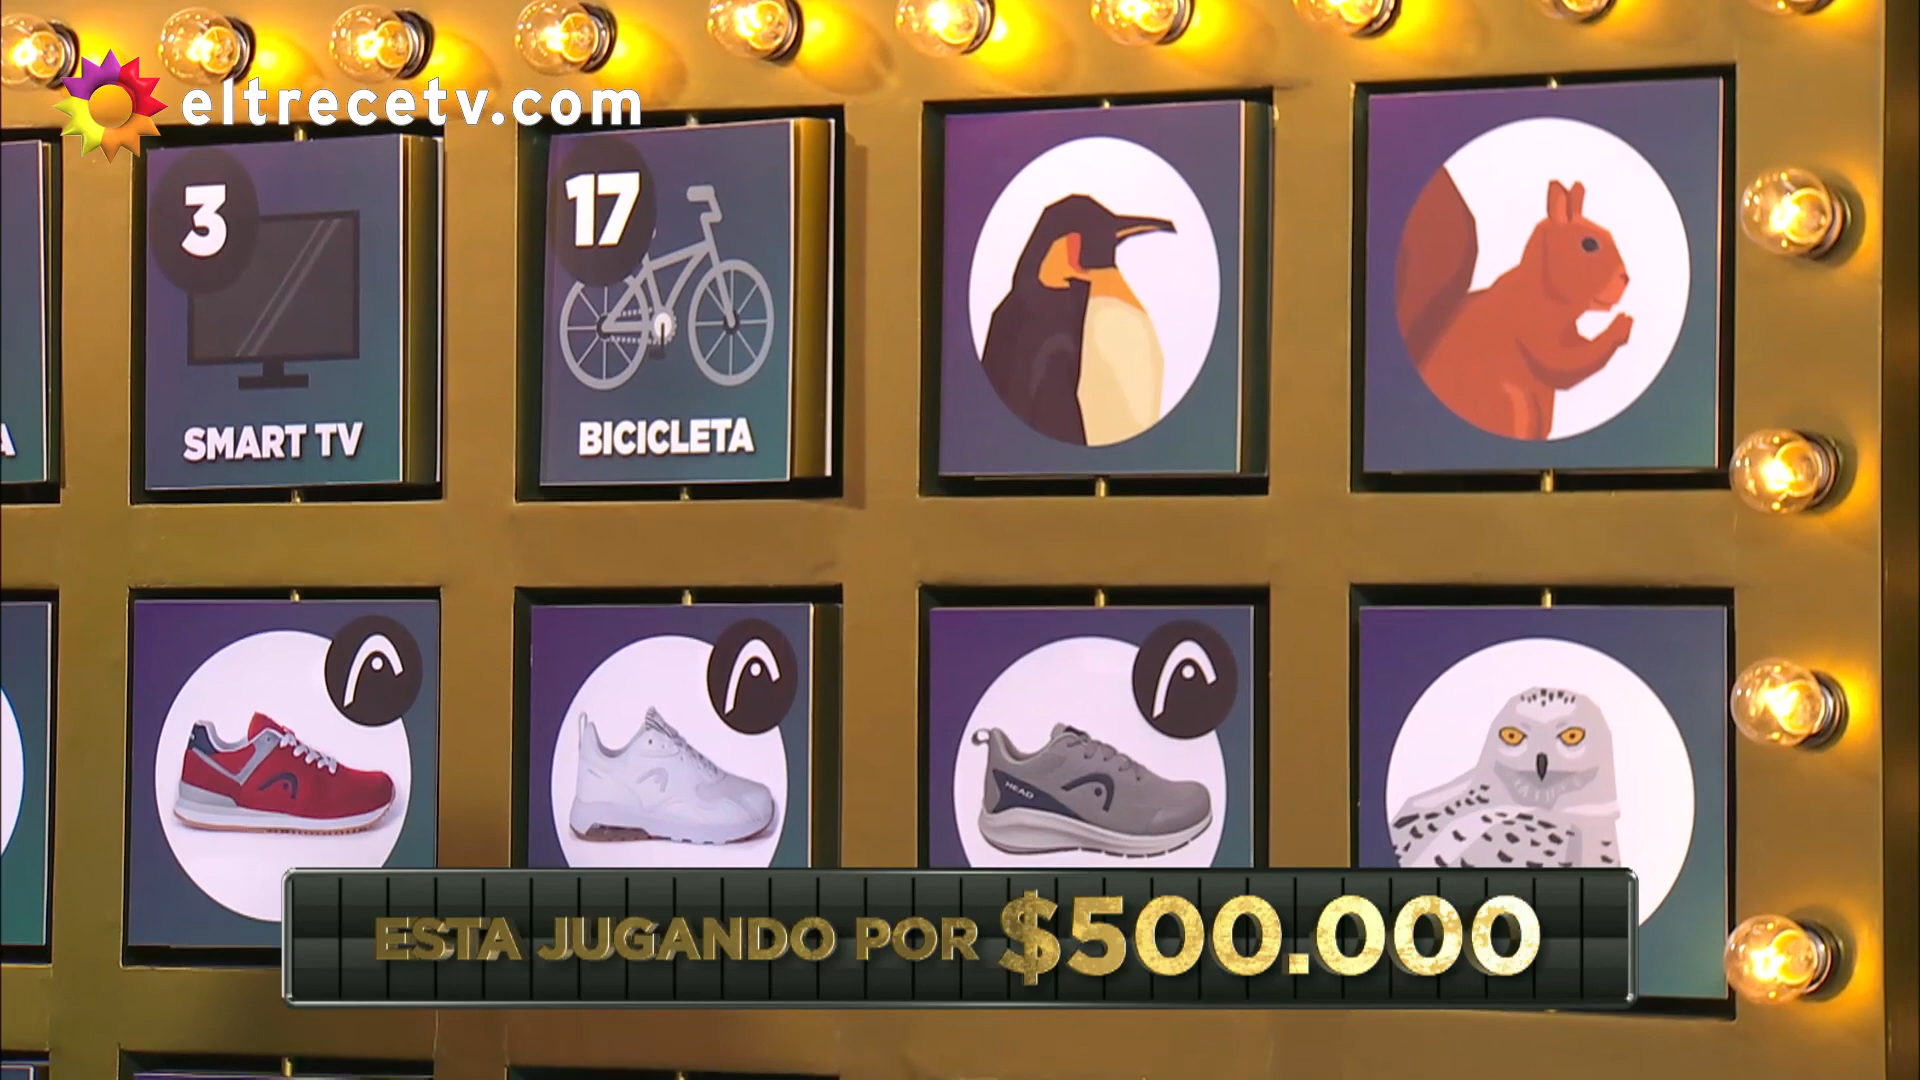 eltrecetv.com
3
17
A
SMART TV
BICICLETA
HEAD
ESTA JUGANDO POR $500.000